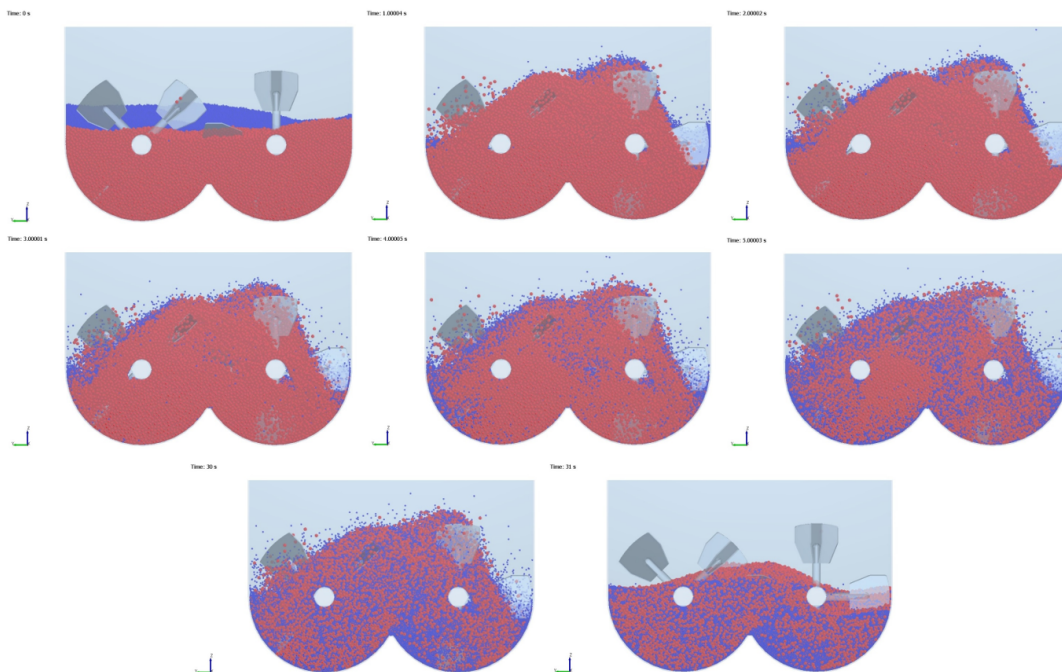 Time: 0 s
Time: 1.00004 s
Time: 2.00002 s
Time: 3.00001 s
Time: 4.00003 s
Time: 5.00003 s
Time: 30 s
Time: 31 s